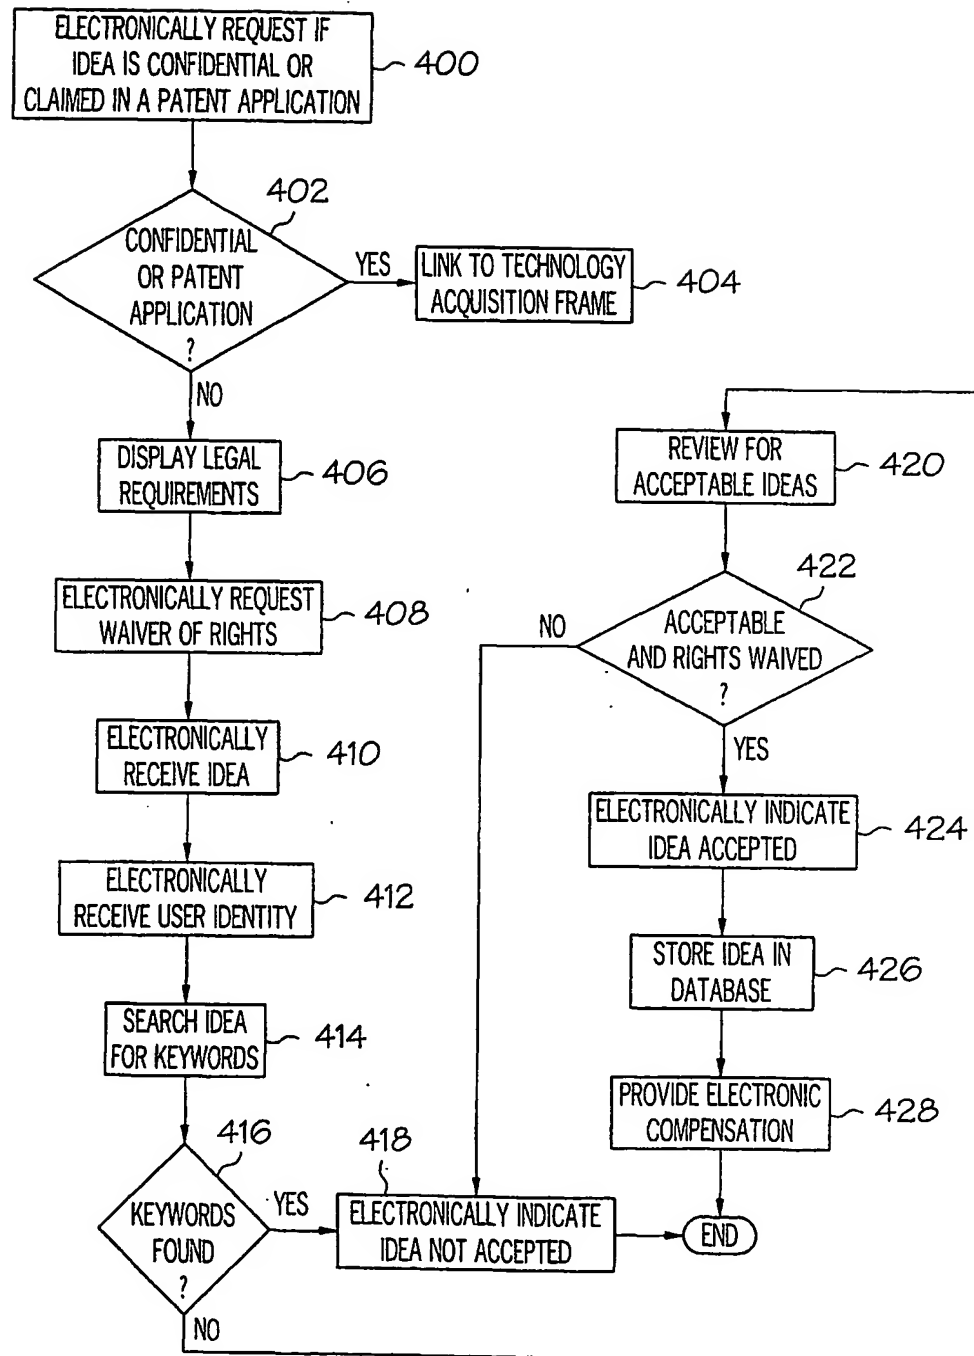 ELECTRONICALLY REQUEST IF
IDEA IS CONFIDENTIAL OR
CLAIMED IN A PATENT APPLICATION
400
402
CONFIDENTIAL
OR PATENT
APPLICATION
?
YES
LINK TO TECHNOLOGY
ACQUISITION FRAME
404
NO
DISPLAY LEGAL
REQUIREMENTS
406
ELECTRONICALLY REQUEST
WAIVER OF RIGHTS
408
ELECTRONICALLY
RECEIVE IDEA
410
ELECTRONICALLY
RECEIVE USER IDENTITY
412
SEARCH IDEA
FOR KEYWORDS
414
416
KEYWORDS
FOUND
?
YES
NO
418
ELECTRONICALLY INDICATE
IDEA NOT ACCEPTED
END
REVIEW FOR
ACCEPTABLE IDEAS
420
422
ACCEPTABLE
AND RIGHTS WAIVED
?
NO
YES
ELECTRONICALLY INDICATE
IDEA ACCEPTED
424
STORE IDEA IN
DATABASE
426
PROVIDE ELECTRONIC
COMPENSATION
428